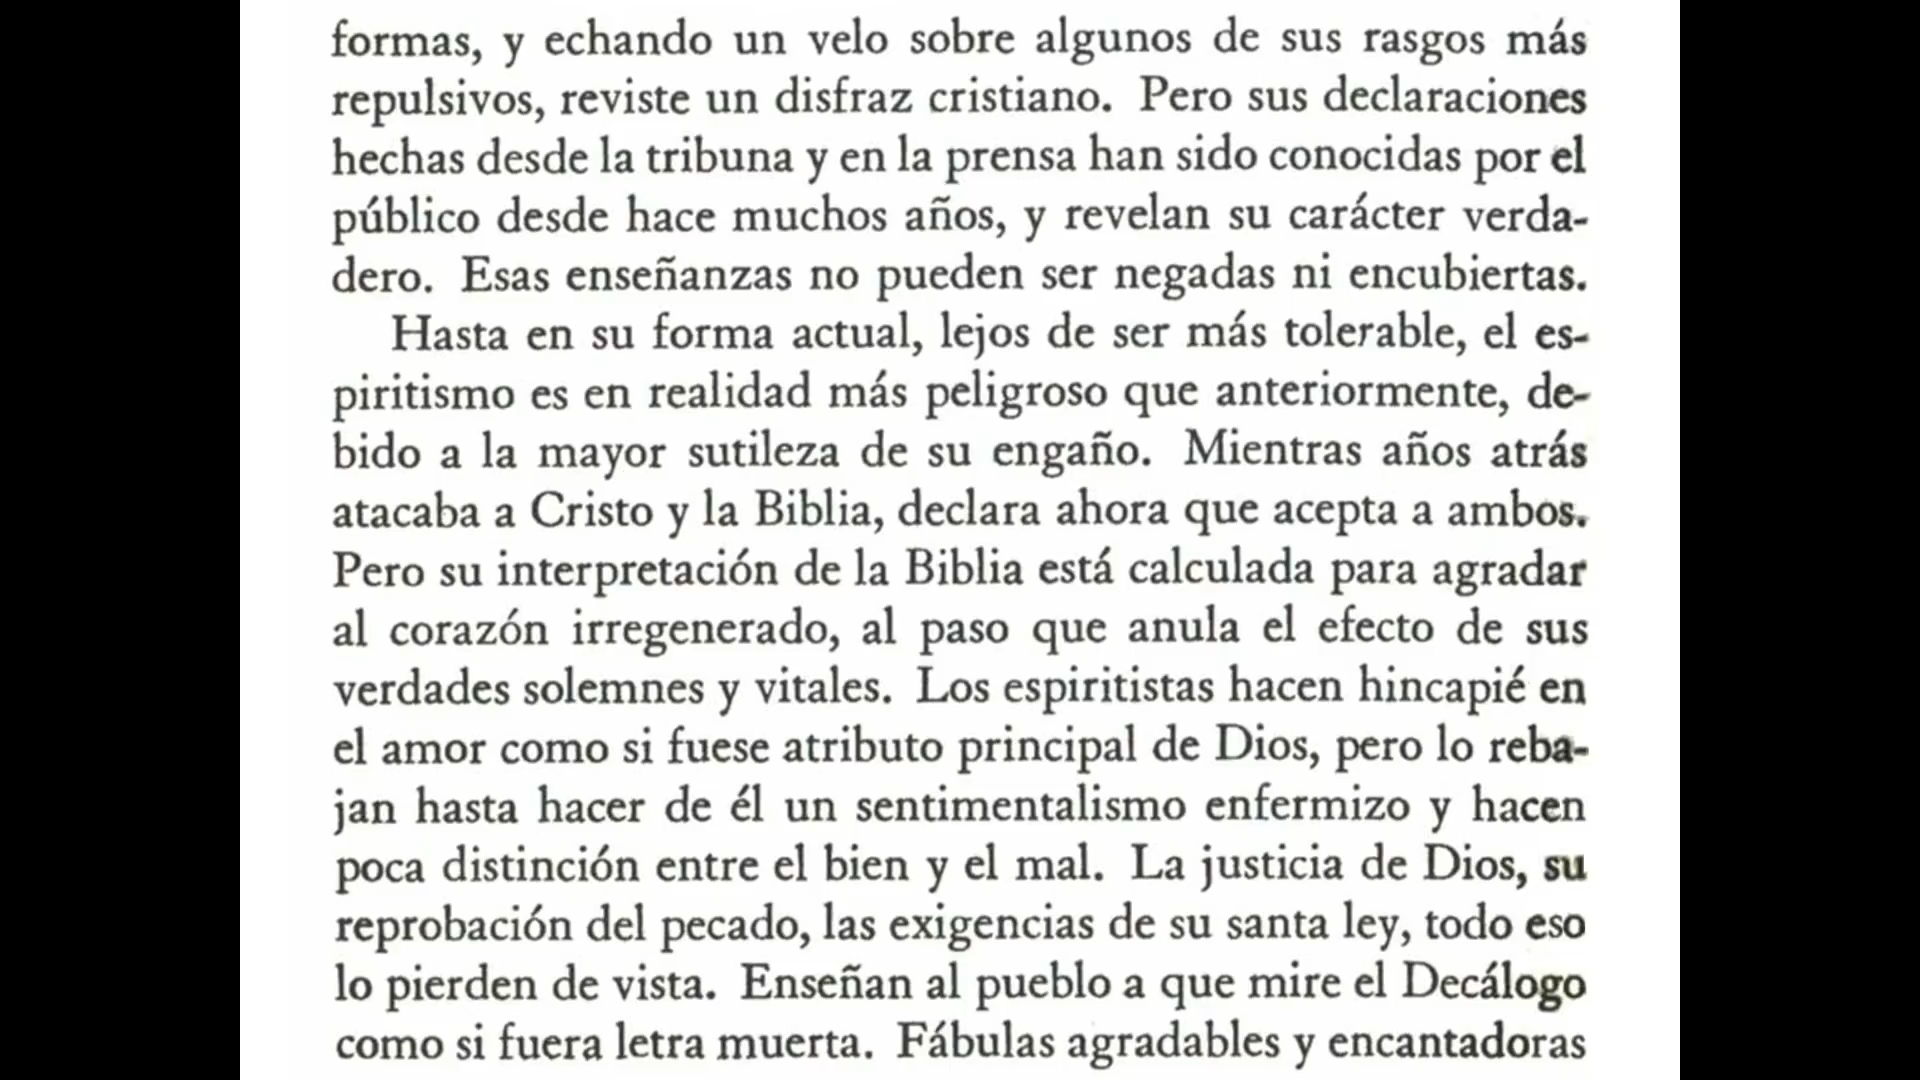 formas, y echando un velo sobre algunos de sus rasgos más
repulsivos, reviste un disfraz cristiano. Pero sus declaraciones
hechas desde la tribuna y en la prensa han sido conocidas por el
público desde hace muchos años, y revelan su carácter verda-
dero. Esas enseñanzas no pueden ser negadas ni encubiertas.
Hasta en su forma actual, lejos de ser más tolerable, el es-
piritismo es en realidad más peligroso que anteriormente, de-
bido a la mayor sutileza de su engaño. Mientras años atrás
atacaba a Cristo y la Biblia, declara ahora que acepta a ambos.
Pero su interpretación de la Biblia está calculada para agradar
al corazón irregenerado, al paso que anula el efecto de sus
verdades solemnes y vitales. Los espiritistas hacen hincapié en
el amor como si fuese atributo principal de Dios, pero lo reba-
jan hasta hacer de él un sentimentalismo enfermizo y hacen
poca distinción entre el bien y el mal. La justicia de Dios, su
reprobación del pecado, las exigencias de su santa ley, todo eso
lo pierden de vista. Enseñan al pueblo a que mire el Decálogo
como si fuera letra muerta. Fábulas agradables y encantadoras